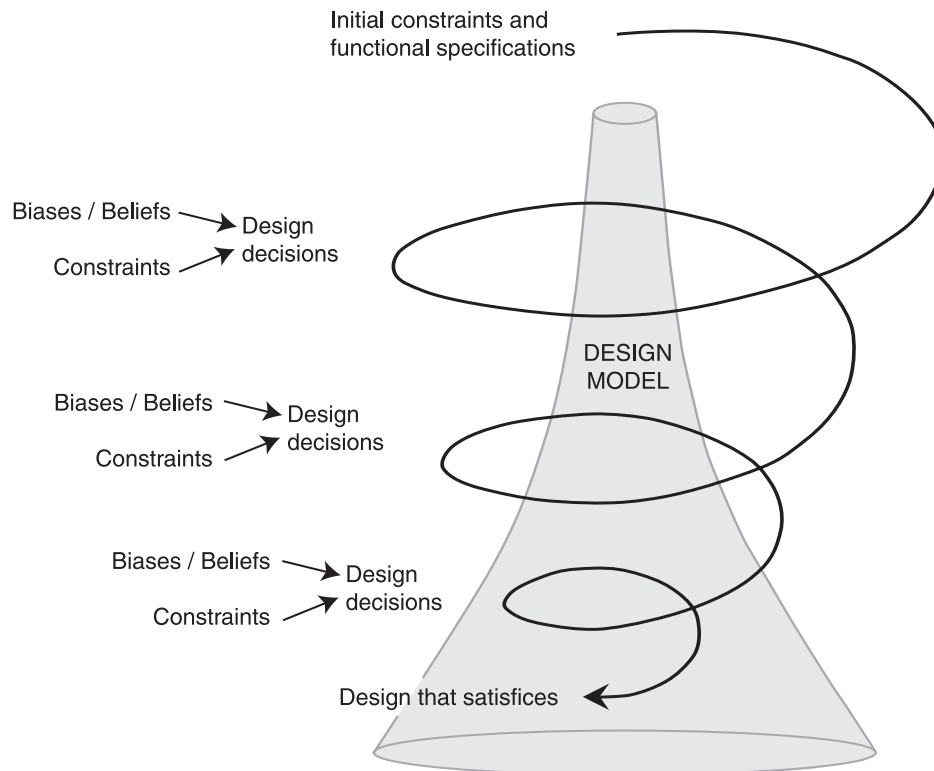 Initial constraints and
functional specifications
Biases / Beliefs
Design
decisions
Constraints
DESIGN
MODEL
Biases / Beliefs
Design
decisions
Constraints
Biases / Beliefs
Design
decisions
Constraints
Design that satisfices